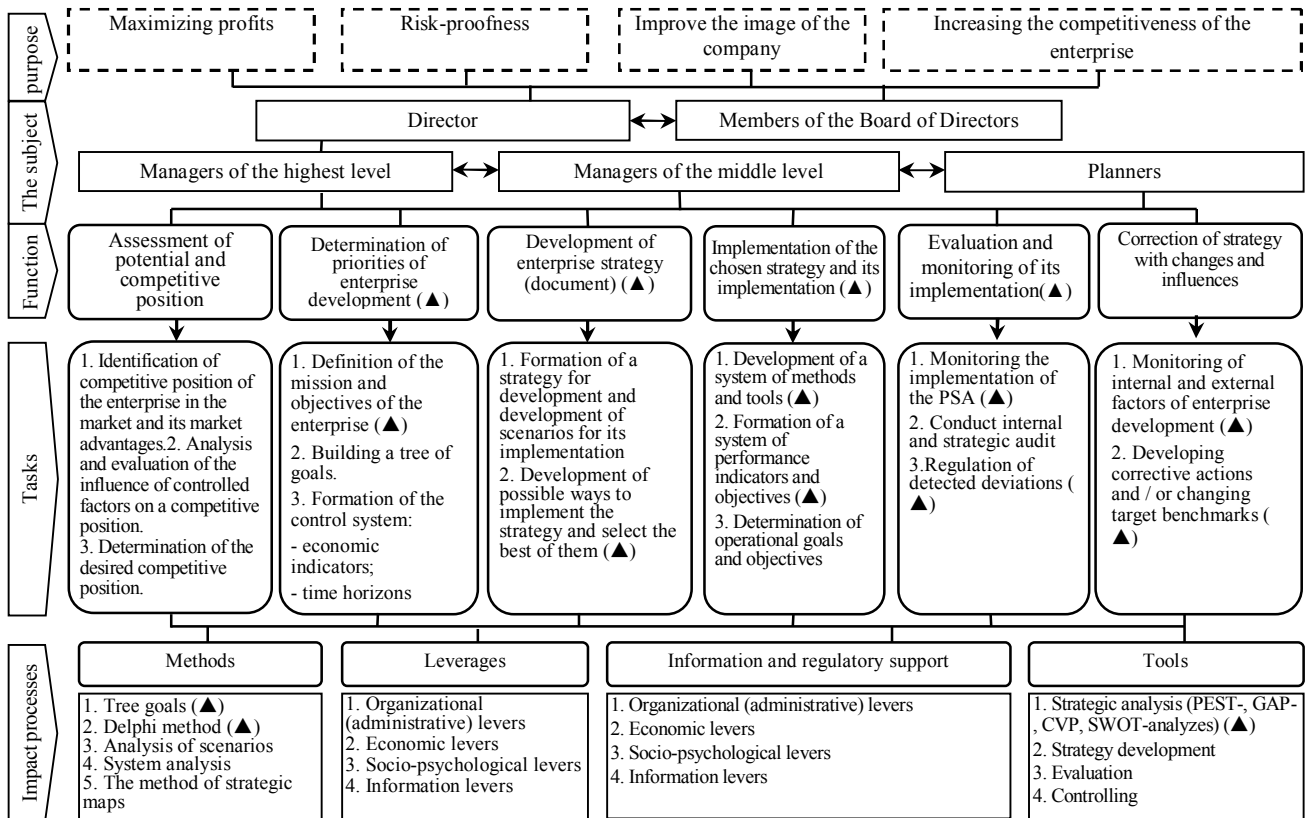 purpose
Maximizing profits
Risk-proofness
Improve the image of the
company
Increasing the competitiveness of the
enterprise
The subject
Director
Members of the Board of Directors
Managers of the highest level
Managers of the middle level
Planners
Function
Assessment of
potential and
competitive
position
Determination of
priorities of
enterprise
development (▲)
Development of
enterprise strategy
(document) (▲)
Implementation of the
chosen strategy and its
implementation (▲)
Evaluation and
monitoring of its
implementation(▲)
Correction of strategy
with changes and
influences
Tasks
1. Identification of
competitive position of
the enterprise in the
market and its market
advantages.2. Analysis
and evaluation of the
influence of controlled
factors on a competitive
position.
3. Determination of the
desired competitive
position.
1. Definition of the
mission and
objectives of the
enterprise (▲)
2. Building a tree of
goals.
3. Formation of the
control system:
- economic
indicators;
- time horizons
1. Formation of a
strategy for
development and
development of
scenarios for its
implementation
2. Development of
possible ways to
implement the
strategy and select the
best of them (▲)
1. Development of a
system of methods
and tools (▲)
2. Formation of a
system of
performance
indicators and
objectives (▲)
3. Determination of
operational goals
and objectives
1. Monitoring the
implementation of
the PSA (▲)
2. Conduct internal
and strategic audit
3.Regulation of
detected deviations (
▲)
1. Monitoring of
internal and external
factors of enterprise
development (▲)
2. Developing
corrective actions
and / or changing
target benchmarks (
▲)
Impact processes
Methods
Leverages
Information and regulatory support
Tools
1. Tree goals (▲)
2. Delphi method (▲)
3. Analysis of scenarios
4. System analysis
5. The method of strategic
maps
1. Organizational
(administrative) levers
2. Economic levers
3. Socio-psychological levers
4. Information levers
1. Organizational (administrative) levers
2. Economic levers
3. Socio-psychological levers
4. Information levers
1. Strategic analysis (PEST-, GAP-
, CVP, SWOT-analyzes) (▲)
2. Strategy development
3. Evaluation
4. Controlling